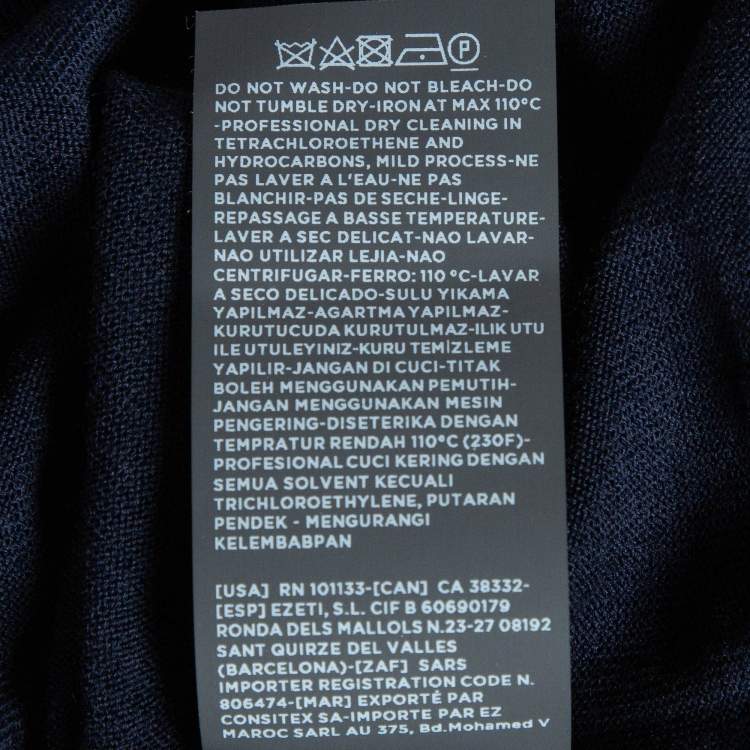 P
DO NOT WASH-DO NOT BLEACH-DO
NOT TUMBLE DRY-IRON AT MAX 110°C
-PROFESSIONAL DRY CLEANING IN
TETRACHLOROETHENE AND
HYDROCARBONS, MILD PROCESS-NE
PAS LAVER A L'EAU-NE PAS
BLANCHIR-PAS DE SECHE-LINGE-
REPASSAGE A BASSE TEMPERATURE-
LAVER A SEC DELICAT-NAO LAVAR-
NAO UTILIZAR LEJIA-NAO
CENTRIFUGAR-FERRO: 110 °C-LAVAR
A SECO DELICADO-SULU YIKAMA
YAPILMAZ-AGARTMA YAPILMAZ-
KURUTUCUDA KURUTULMAZ-ILIK UTU
ILE UTULEYINIZ-KURU TEMİZLEME
YAPILIR-JANGAN DI CUCI-TITAK
BOLEH MENGGUNAKAN PEMUTIH-
JANGAN MENGGUNAKAN MESIN
PENGERING-DISETERIKA DENGAN
TEMPRATUR RENDAH 110°C (230F)-
PROFESIONAL CUCI KERING DENGAN
SEMUA SOLVENT KECUALI
TRICHLOROETHYLENE, PUTARAN
PENDEK - MENGURANGI
KELEMBABPAN
[USA] RN 101133-[CAN] CA 38332-
[ESP] EZETI, S.L. CIF B 60690179
RONDA DELS MALLOLS N.23-27 08192
SANT QUIRZE DEL VALLES
(BARCELONA)-[ZAF] SARS
IMPORTER REGISTRATION CODE N.
806474-[MAR] EXPORTÉ PAR
CONSITEX SA-IMPORTE PAR EZ
MAROC SARL AU 375, Bd.Mohamed V